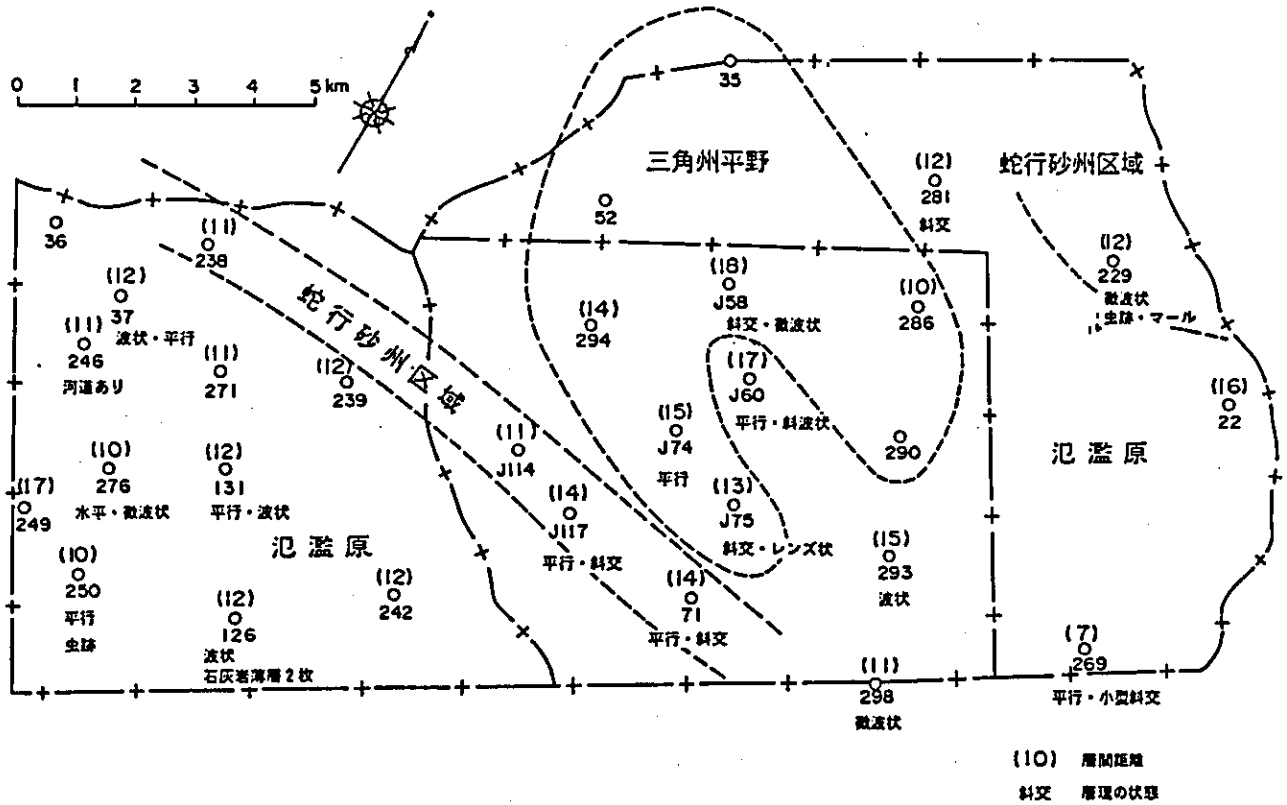 0 1 2 3 4 5 km
35
三角州平野
蛇行砂州区域
(12)
281
斜交
52
36
(11)
238
(12)
229
微波状
虫跡・マール
(12)
37
波状・平行
(18)
J58
斜交・微波状
(10)
286
(14)
294
蛇行砂州区域
(11)
246
河道あり
(11)
271
(12)
239
(17)
J60
平行・斜波状
(16)
22
(15)
J74
平行
290
氾濫原
(11)
J114
(10)
276
水平・微波状
(12)
131
平行・波状
(17)
249
(14)
J117
平行・斜交
(13)
J75
斜交・レンズ状
氾濫原
(15)
293
波状
(10)
250
平行
虫跡
(12)
242
(14)
71
平行・斜交
(12)
126
波状
石灰岩薄層2枚
(7)
269
平行・小型斜交
(11)
298
微波状
(10) 層間距離
斜交 層理の状態